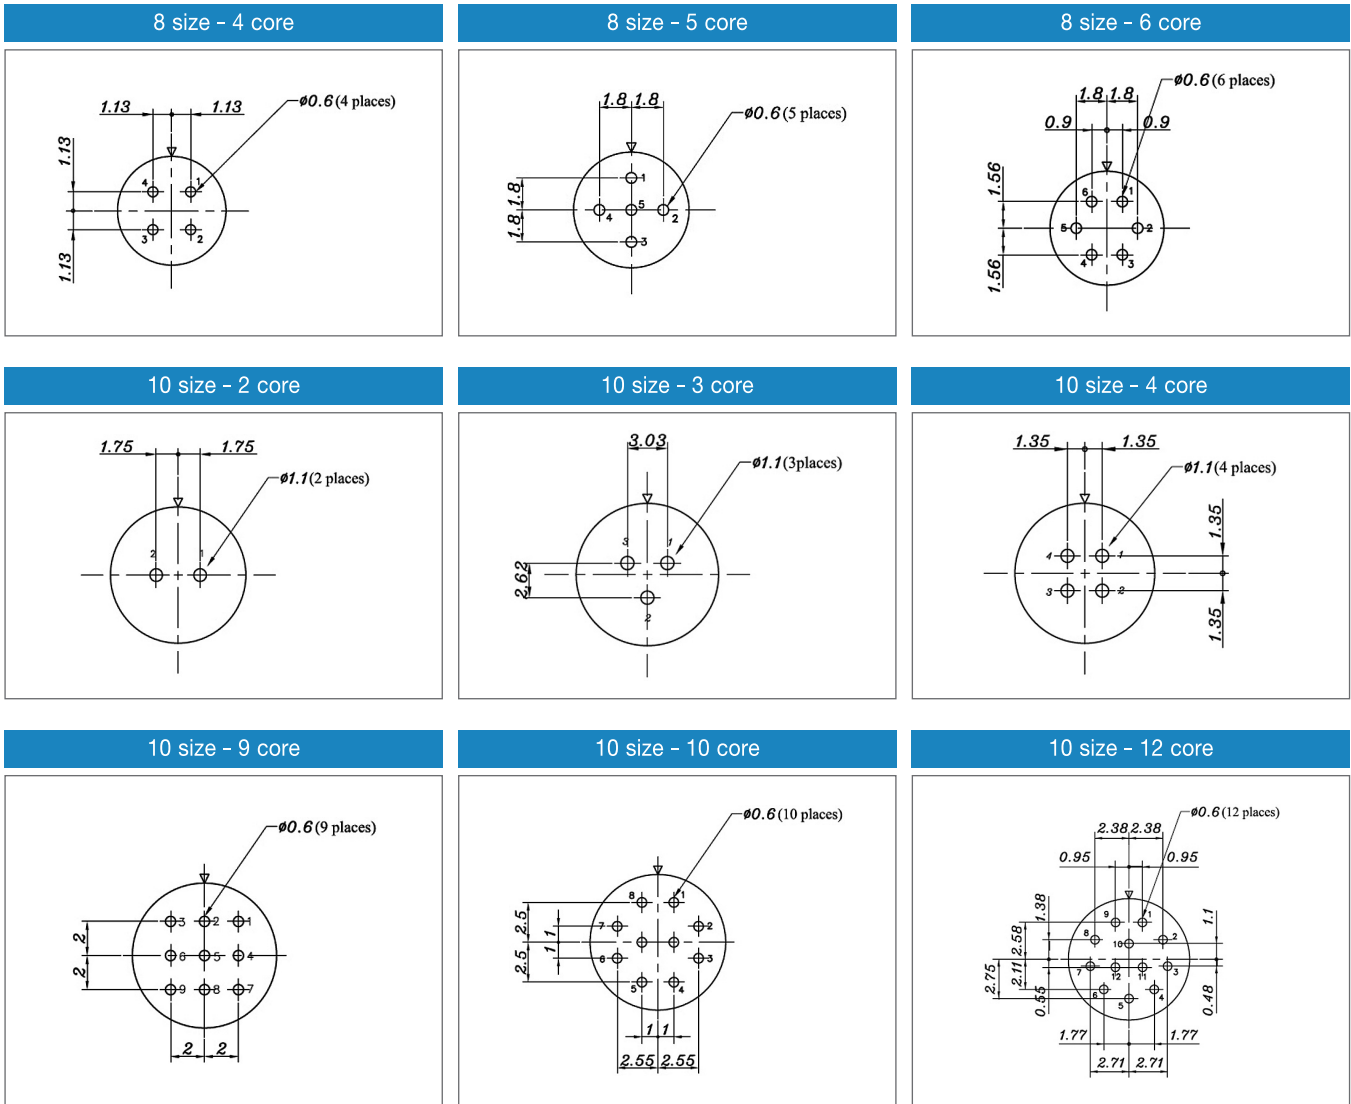 8 size - 4 core
1.13 1.13
ø0.6(4 places)
1.13
1.13
4 1
3 2
8 size - 5 core
1.8 1.8
ø0.6(5 places)
1.8
1.8
1
4 5 2
3
8 size - 6 core
ø0.6(6 places)
1.8 1.8
0.9 0.9
1.56
1.56
6 1
5 2
4 3
10 size - 2 core
1.75 1.75
ø1.1(2 places)
2 1
10 size - 3 core
3.03
ø1.1(3places)
2.62
3 1
2
10 size - 4 core
1.35 1.35
ø1.1(4 places)
1.35
1.35
4 1
3 2
10 size - 9 core
ø0.6(9 places)
2
2
3 2 1
6 5 4
9 8 7
2 2
10 size - 10 core
ø0.6(10 places)
2.5
2.5
1
1
8 1
7 2
6 3
5 4
1 1
2.55 2.55
10 size - 12 core
ø0.6(12 places)
2.38 2.38
0.95 0.95
1.38
2.58
2.75
2.11
0.55
1.1
0.48
9 1
8 10 2
7 12 11 3
6 4
5
1.77 1.77
2.71 2.71